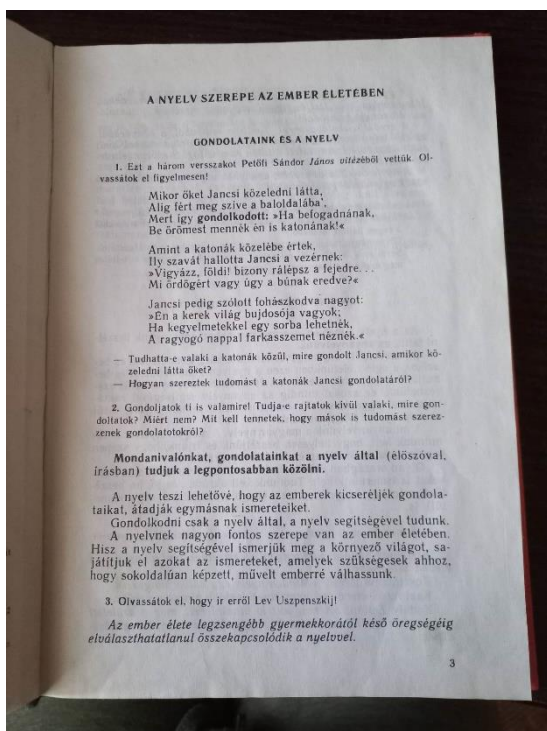 A NYELV SZEREPE AZ EMBER ÉLETÉBEN
GONDOLATAINK ÉS A NYELV
1. Ezt a három versszakot Petőfi Sándor János vitézéből vettük Ol-
vassátok el figyelmesen!
Mikor őket Jancsi közeledni látta,
Alig fért meg szíve a baloldalába',
Mert így gondolkodott: »Ha befogadnának,
Be örömest mennék én is katonának!«
Amint a katonák közelébe értek,
Ily szavát hallotta Jancsi a vezérnek:
»Vigyázz, földi! bizony rálépsz a fejedre...
Mi ördögért vagy úgy a búnak eredve?«
Jancsi pedig szólott fohászkodva nagyot:
»Én a kerek világ bujdosója vagyok;
Ha kegyelmetekkel egy sorba lehetnék,
A ragyogó nappal farkasszemet néznék.«
— Tudhatta-e valaki a katonák közül, mire gondolt Jancsi, amikor kö-
zeledni látta őket?
— Hogyan szereztek tudomást a katonák Jancsi gondolatáról?
2. Gondoljatok ti is valamire! Tudja-e rajtatok kívül valaki, mire gon-
doltatok? Miért nem? Mit kell tennetek, hogy mások is tudomást szerez-
zenek gondolatotokról?
Mondanivalónkat, gondolatainkat a nyelv által (élőszóval,
írásban) tudjuk a legpontosabban közölni.
A nyelv teszi lehetővé, hogy az emberek kicseréljék gondola-
taikat, átadják egymásnak ismereteiket.
Gondolkodni csak a nyelv által, a nyelv segítségével tudunk.
A nyelvnek nagyon fontos szerepe van az ember életében.
Hisz a nyelv segítségével ismerjük meg a környező világot, sa-
játítjuk el azokat az ismereteket, amelyek szükségesek ahhoz,
hogy sokoldalúan képzett, művelt emberré válhassunk.
3. Olvassátok el, hogy ír erről Lev Uszpenszkij!
Az ember élete legzsengébb gyermekkorától késő öregségéig
elválaszthatatlanul összekapcsolódik a nyelvvel.
3